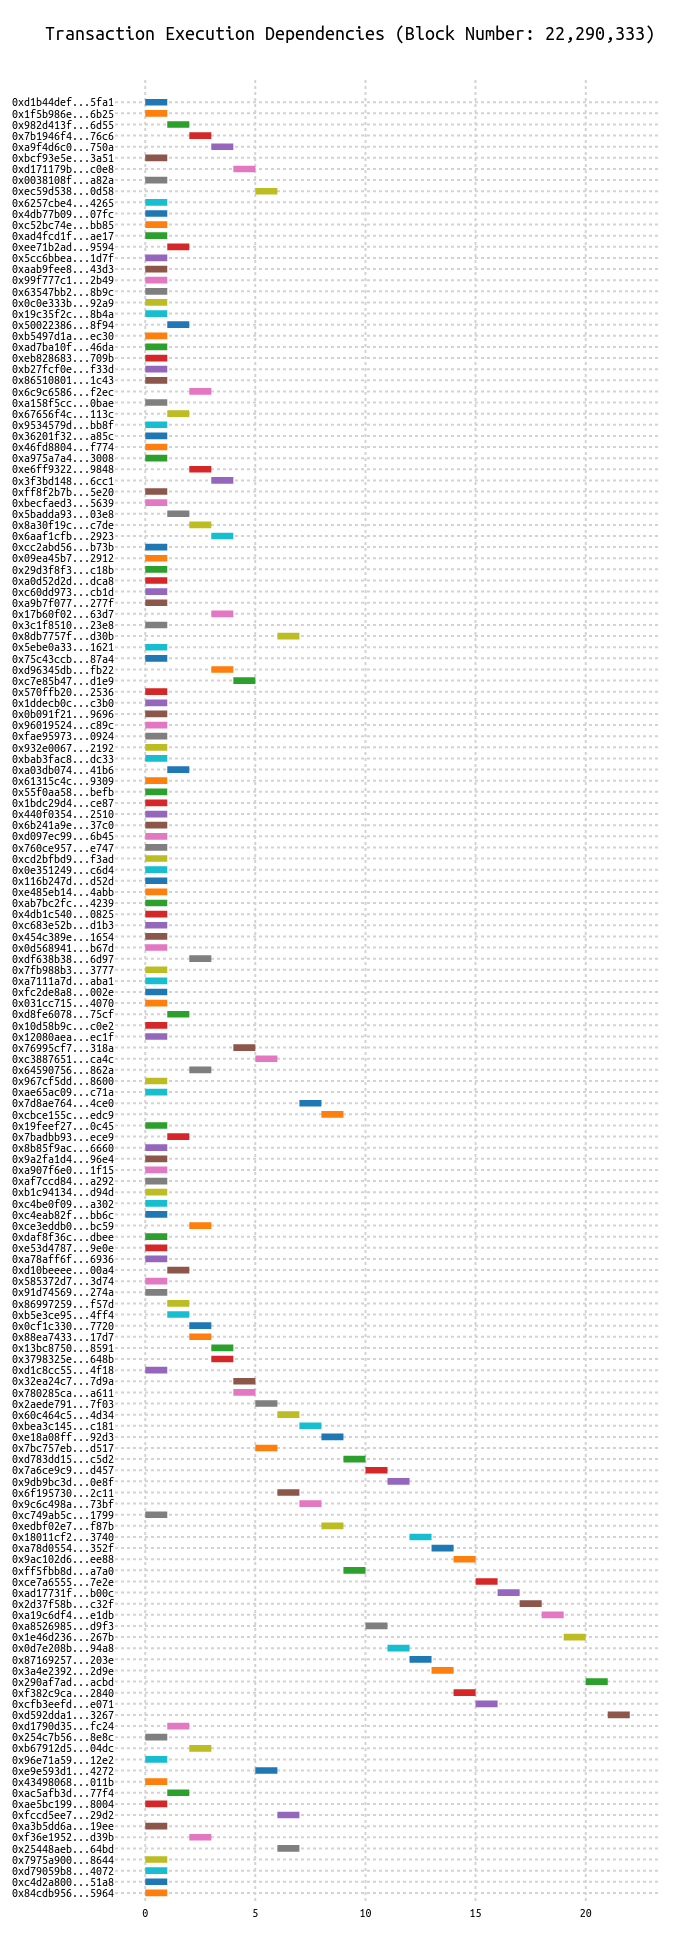 Transaction Execution Dependencies (Block Number: 22,290,333)
0xd1b44def...5fa1
0x1f5b986e...6b25
0x982d413f...6d55
0x7b1946f4...76c6
0xa9f4d6c0...750a
0xbcf93e5e...3a51
0xd171179b...c0e8
0x0038108f...a82a
0xec59d538...0d58
0x6257cbe4...4265
0x4db77b09...07fc
0xc52bc74e...bb85
0xad4fcd1f...ae17
0xee71b2ad...9594
0x5cc6bbea...1d7f
0xaab9fee8...43d3
0x99f777c1...2b49
0x63547bb2...8b9c
0x0c0e333b...92a9
0x19c35f2c...8b4a
0x50022386...8f94
0xb5497d1a...ec30
0xad7ba10f...46da
0xeb828683...709b
0xb27fcf0e...f33d
0x86510801...1c43
0x6c9c6586...f2ec
0xa158f5cc...0bae
0x67656f4c...113c
0x9534579d...bb8f
0x36201f32...a85c
0x46fd8804...f774
0xa975a7a4...3008
0xe6ff9322...9848
0x3f3bd148...6cc1
0xff8f2b7b...5e20
0xbecfaed3...5639
0x5badda93...03e8
0x8a30f19c...c7de
0x6aaf1cfb...2923
0xcc2abd56...b73b
0x09ea45b7...2912
0x29d3f8f3...c18b
0xa0d52d2d...dca8
0xc60dd973...cb1d
0xa9b7f077...277f
0x17b60f02...63d7
0x3c1f8510...23e8
0x8db7757f...d30b
0x5ebe0a33...1621
0x75c43ccb...87a4
0xd96345db...fb22
0xc7e85b47...d1e9
0x570ffb20...2536
0x1ddecb0c...c3b0
0x0b091f21...9696
0x96019524...c89c
0xfae95973...0924
0x932e0067...2192
0xbab3fac8...dc33
0xa03db074...41b6
0x61315c4c...9309
0x55f0aa58...befb
0x1bdc29d4...ce87
0x440f0354...2510
0x6b241a9e...37c0
0xd097ec99...6b45
0x760ce957...e747
0xcd2bfbd9...f3ad
0x0e351249...c6d4
0x116b247d...d52d
0xe485eb14...4abb
0xab7bc2fc...4239
0x4db1c540...0825
0xc683e52b...d1b3
0x454c389e...1654
0x0d568941...b67d
0xdf638b38...6d97
0x7fb988b3...3777
0xa7111a7d...aba1
0xfc2de8a8...002e
0x031cc715...4070
0xd8fe6078...75cf
0x10d58b9c...c0e2
0x12080aea...ec1f
0x76995cf7...318a
0xc3887651...ca4c
0x64590756...862a
0x967cf5dd...8600
0xae65ac09...c71a
0x7d8ae764...4ce0
0xcbce155c...edc9
0x19feef27...0c45
0x7badbb93...ece9
0x8b85f9ac...6660
0x9a2fa1d4...96e4
0xa907f6e0...1f15
0xaf7ccd84...a292
0xb1c94134...d94d
0xc4be0f09...a302
0xc4eab82f...bb6c
0xce3eddb0...bc59
0xdaf8f36c...dbee
0xe53d4787...9e0e
0xa78aff6f...6936
0xd10beeee...00a4
0x585372d7...3d74
0x91d74569...274a
0x86997259...f57d
0xb5e3ce95...4ff4
0x0cf1c330...7720
0x88ea7433...17d7
0x13bc8750...8591
0x3798325e...648b
0xd1c8cc55...4f18
0x32ea24c7...7d9a
0x780285ca...a611
0x2aede791...7f03
0x60c464c5...4d34
0xbea3c145...c181
0xe18a08ff...92d3
0x7bc757eb...d517
0xd783dd15...c5d2
0x7a6ce9c9...d457
0x9db9bc3d...0e8f
0x6f195730...2c11
0x9c6c498a...73bf
0xc749ab5c...1799
0xedbf02e7...f87b
0x18011cf2...3740
0xa78d0554...352f
0x9ac102d6...ee88
0xff5fbb8d...a7a0
0xce7a6555...7e2e
0xad17731f...b00c
0x2d37f58b...c32f
0xa19c6df4...e1db
0xa8526985...d9f3
0x1e46d236...267b
0x0d7e208b...94a8
0x87169257...203e
0x3a4e2392...2d9e
0x290af7ad...acbd
0xf382c9ca...2840
0xcfb3eefd...e071
0xd592dda1...3267
0xd1790d35...fc24
0x254c7b56...8e8c
0xb67912d5...04dc
0x96e71a59...12e2
0xe9e593d1...4272
0x43498068...011b
0xac5afb3d...77f4
0xae5bc199...8004
0xfccd5ee7...29d2
0xa3b5dd6a...19ee
0xf36e1952...d39b
0x25448aeb...64bd
0x7975a900...8644
0xd79059b8...4072
0xc4d2a800...51a8
0x84cdb956...5964
0 5 10 15 20